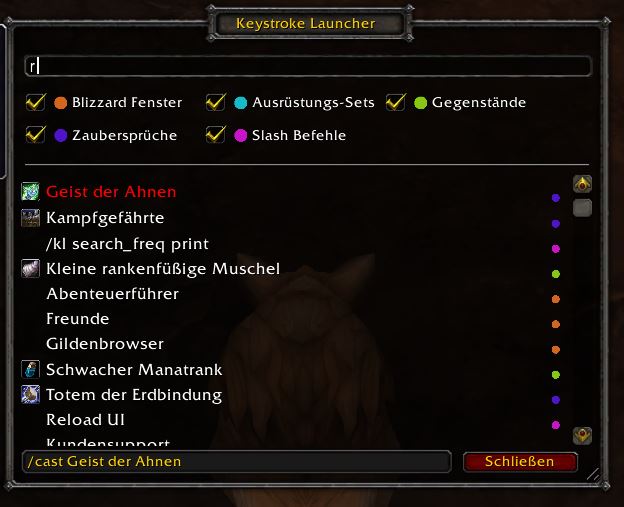 Keystroke Launcher
r
Blizzard Fenster Ausrüstungs-Sets Gegenstände
Zaubersprüche Slash Befehle
Geist der Ahnen
Kampfgefährte
/kl search_freq print
Kleine rankenfüßige Muschel
Abenteuerführer
Freunde
Gildenbrowser
Schwacher Manatrank
Totem der Erdbindung
Reload UI
Kundensupport
/cast Geist der Ahnen Schließen